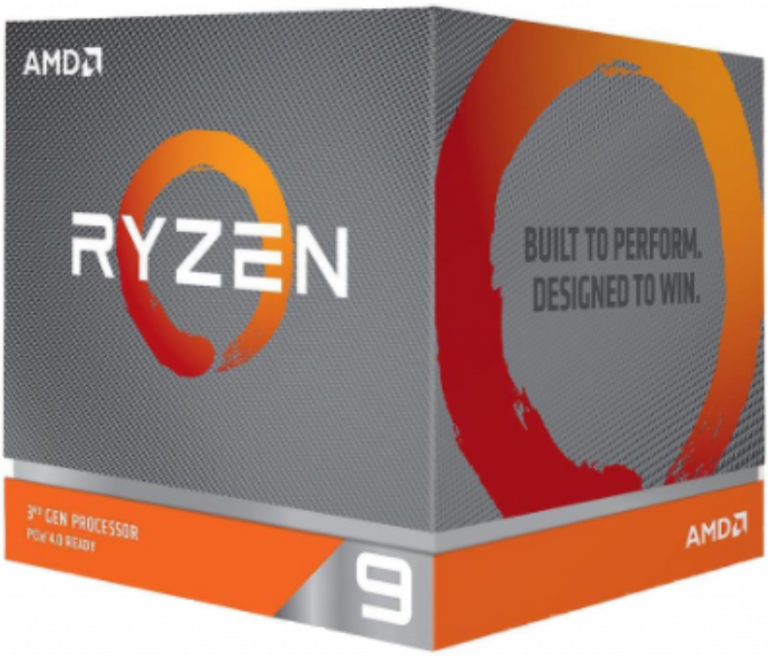 AMD
RYZEN
3RD GEN PROCESSOR
PCIe® 4.0 READY
9
BUILT TO PERFORM.
DESIGNED TO WIN.
AMD